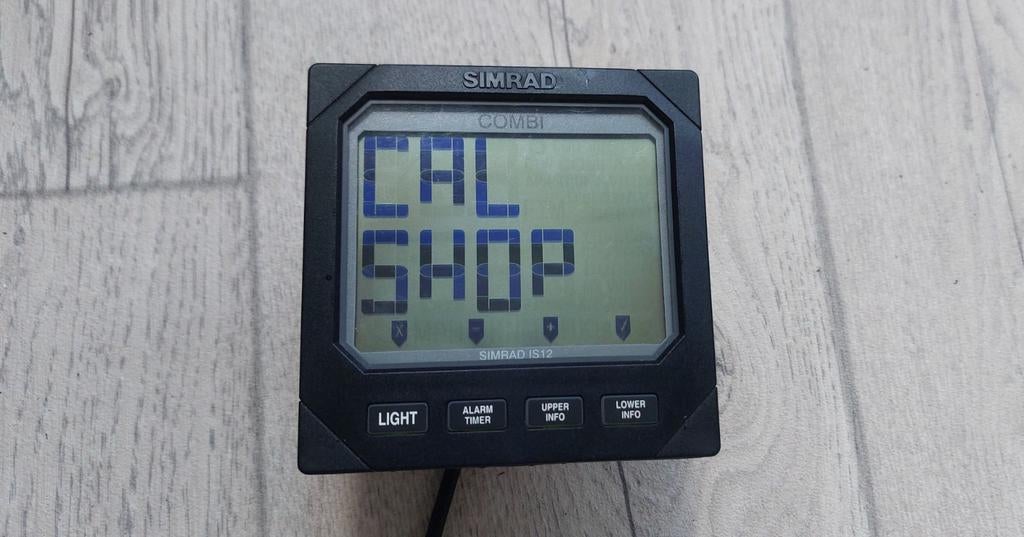 SIMRAD
COMBI
CAL
SHOP
X - + ✓
SIMRAD IS12
LIGHT
ALARM
TIMER
UPPER
INFO
LOWER
INFO